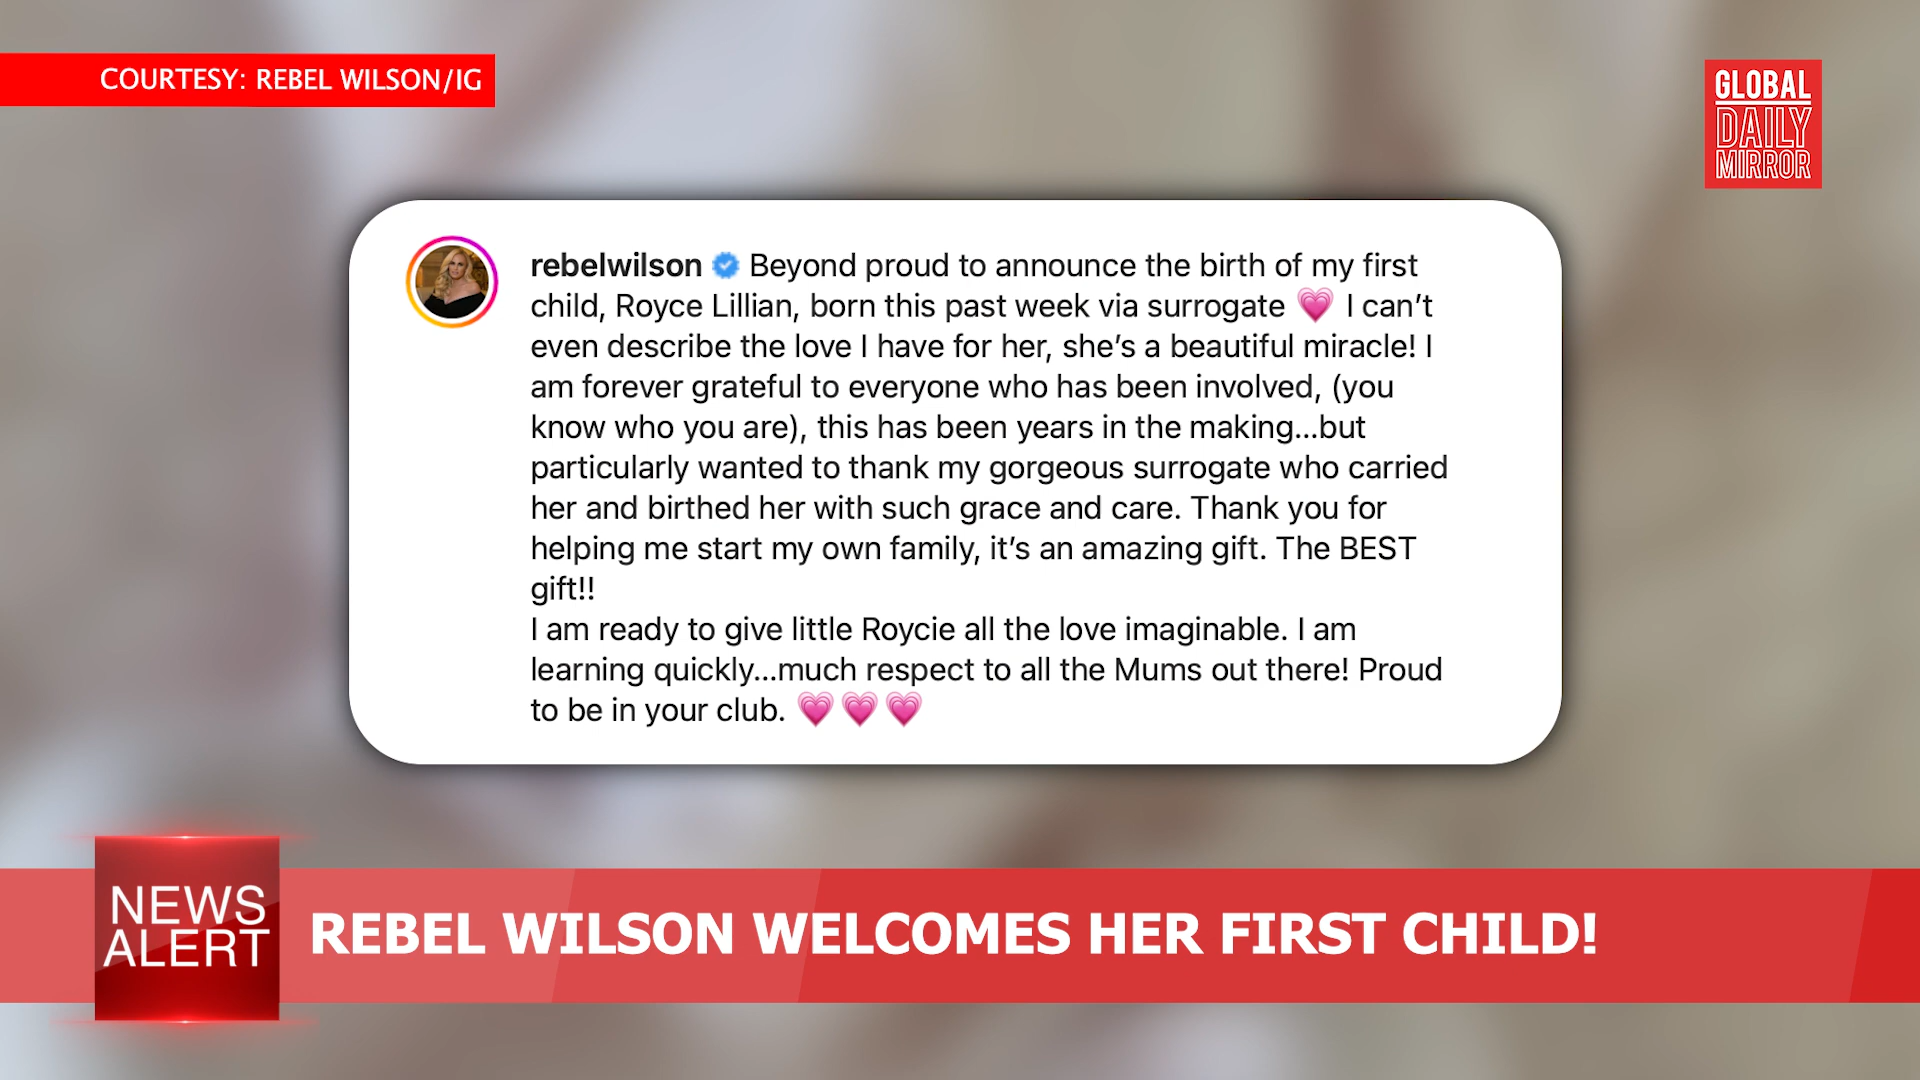 COURTESY: REBEL WILSON/IG
GLOBAL
DAILY
MIRROR
rebelwilson Beyond proud to announce the birth of my first
child, Royce Lillian, born this past week via surrogate 💗 I can’t
even describe the love I have for her, she’s a beautiful miracle! I
am forever grateful to everyone who has been involved, (you
know who you are), this has been years in the making...but
particularly wanted to thank my gorgeous surrogate who carried
her and birthed her with such grace and care. Thank you for
helping me start my own family, it’s an amazing gift. The BEST
gift!!
I am ready to give little Roycie all the love imaginable. I am
learning quickly...much respect to all the Mums out there! Proud
to be in your club. 💗💗💗
NEWS
ALERT
REBEL WILSON WELCOMES HER FIRST CHILD!